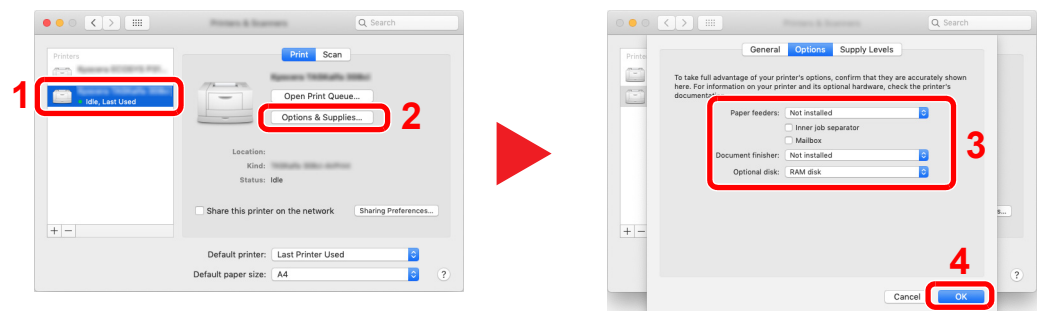 Search
Printers
Print Scan
1
Idle, Last Used
Open Print Queue...
Options & Supplies...
2
Location:
Kind:
Status: Idle
Share this printer on the network Sharing Preferences...
+ −
Default printer: Last Printer Used
Default paper size: A4 ?
Search
General Options Supply Levels
To take full advantage of your printer's options, confirm that they are accurately shown
here. For information on your printer and its optional hardware, check the printer's
Paper feeders: Not installed
Inner job separator
Mailbox
Document finisher: Not installed
Optional disk: RAM disk
3
+ −
4
?
Cancel OK